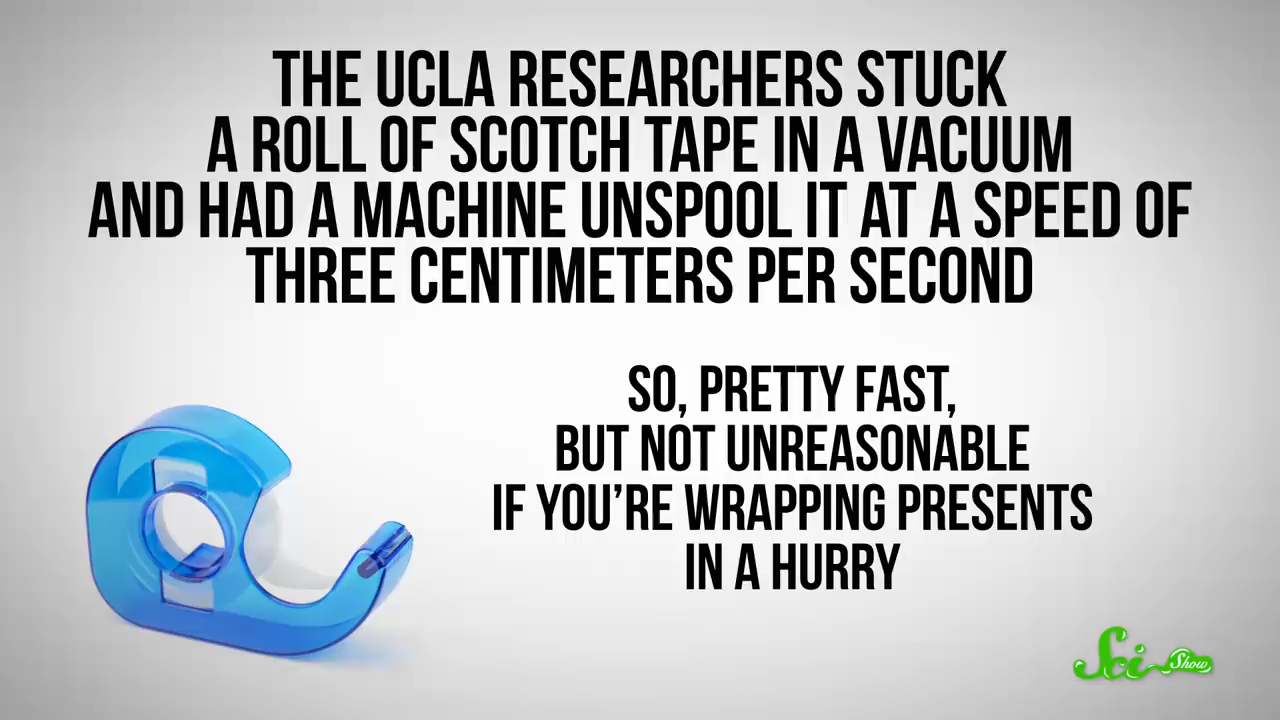 THE UCLA RESEARCHERS STUCK
A ROLL OF SCOTCH TAPE IN A VACUUM
AND HAD A MACHINE UNSPOOL IT AT A SPEED OF
THREE CENTIMETERS PER SECOND
SO, PRETTY FAST,
BUT NOT UNREASONABLE
IF YOU’RE WRAPPING PRESENTS
IN A HURRY
Sci Show